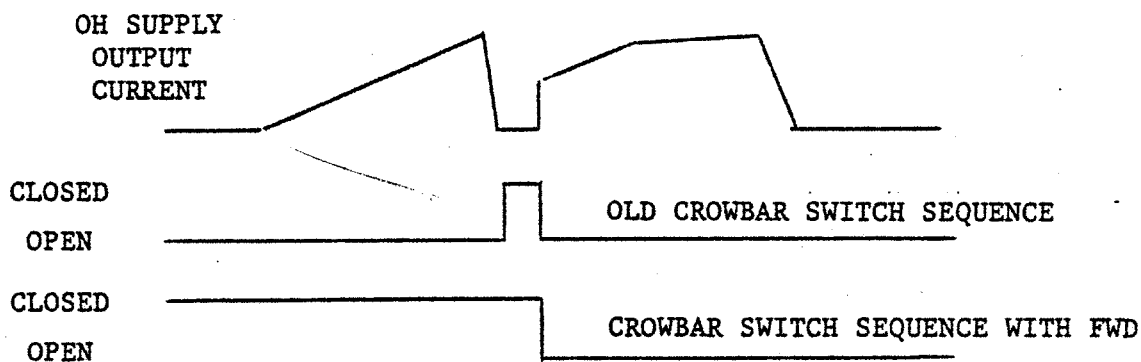 OH SUPPLY
OUTPUT
CURRENT
CLOSED
OPEN
OLD CROWBAR SWITCH SEQUENCE
CLOSED
OPEN
CROWBAR SWITCH SEQUENCE WITH FWD